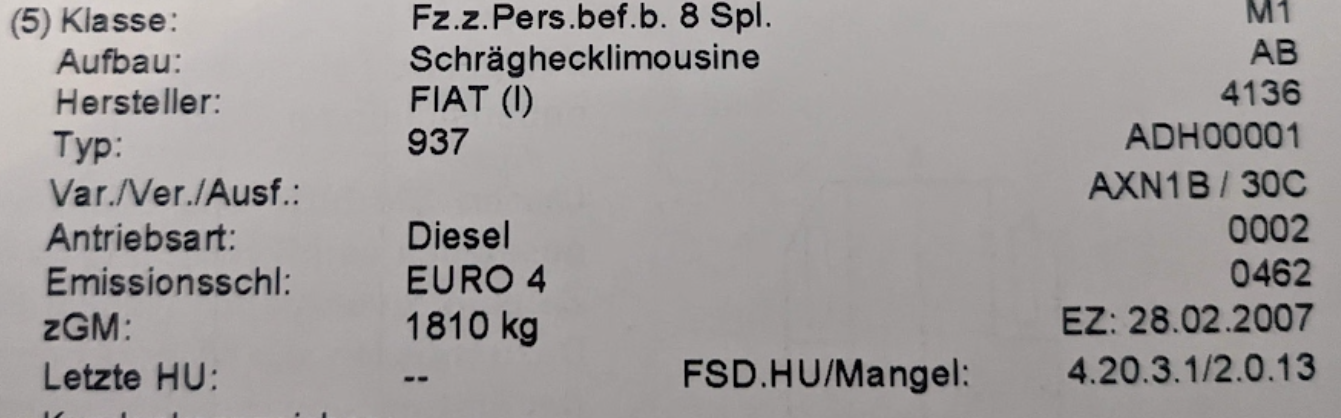 (5) Klasse: Fz.z.Pers.bef.b. 8 Spl. M1
Aufbau: Schräghecklimousine AB
Hersteller: FIAT (I) 4136
Typ: 937 ADH00001
Var./Ver./Ausf.: AXN1B / 30C
Antriebsart: Diesel 0002
Emissionsschl: EURO 4 0462
zGM: 1810 kg EZ: 28.02.2007
Letzte HU: -- FSD.HU/Mangel: 4.20.3.1/2.0.13